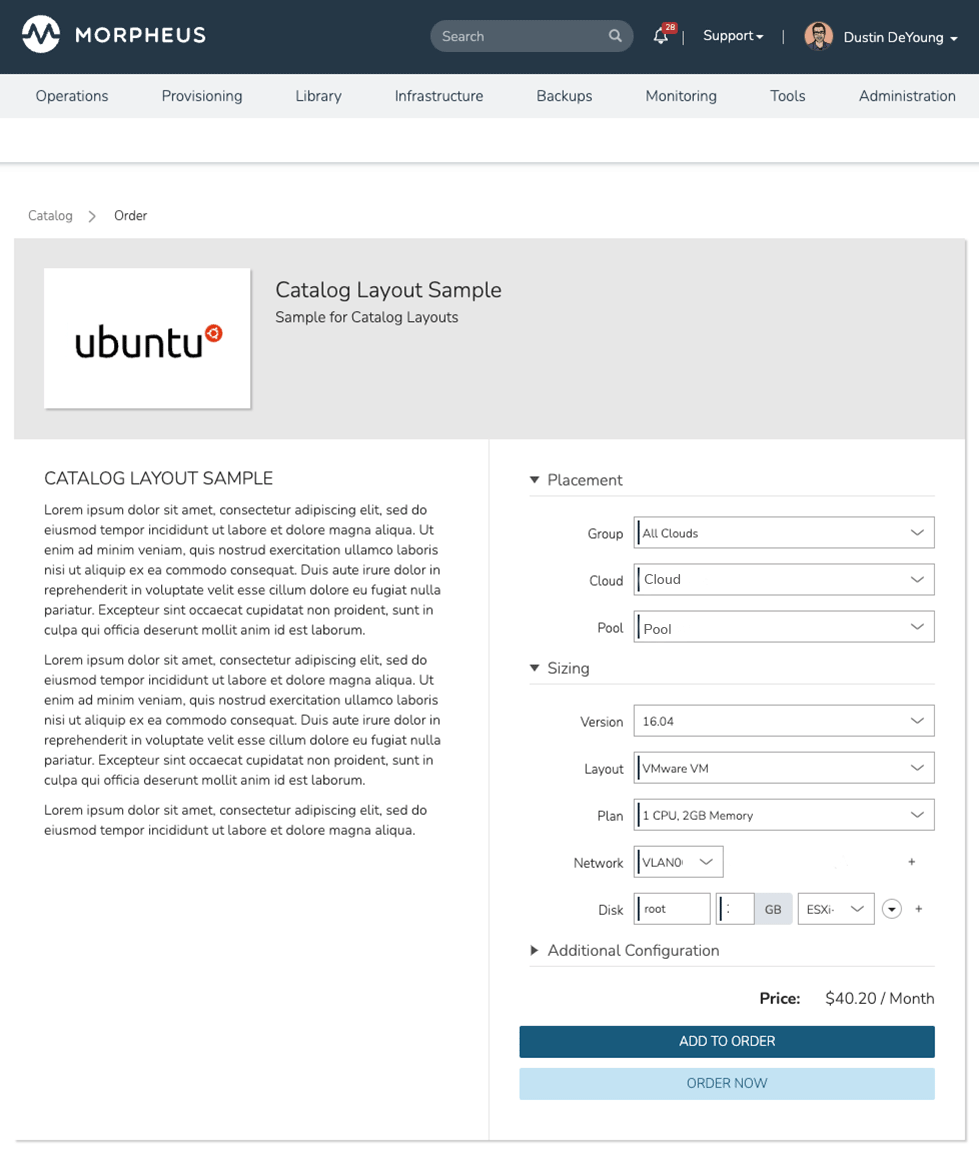 MORPHEUS
Search
28
Support
Dustin DeYoung
Operations Provisioning Library Infrastructure Backups Monitoring Tools Administration
Catalog Order
ubuntu
Catalog Layout Sample
Sample for Catalog Layouts
CATALOG LAYOUT SAMPLE
Lorem ipsum dolor sit amet, consectetur adipiscing elit, sed do
eiusmod tempor incididunt ut labore et dolore magna aliqua. Ut
enim ad minim veniam, quis nostrud exercitation ullamco laboris
nisi ut aliquip ex ea commodo consequat. Duis aute irure dolor in
reprehenderit in voluptate velit esse cillum dolore eu fugiat nulla
pariatur. Excepteur sint occaecat cupidatat non proident, sunt in
culpa qui officia deserunt mollit anim id est laborum.
Lorem ipsum dolor sit amet, consectetur adipiscing elit, sed do
eiusmod tempor incididunt ut labore et dolore magna aliqua. Ut
enim ad minim veniam, quis nostrud exercitation ullamco laboris
nisi ut aliquip ex ea commodo consequat. Duis aute irure dolor in
reprehenderit in voluptate velit esse cillum dolore eu fugiat nulla
pariatur. Excepteur sint occaecat cupidatat non proident, sunt in
culpa qui officia deserunt mollit anim id est laborum.
Lorem ipsum dolor sit amet, consectetur adipiscing elit, sed do
eiusmod tempor incididunt ut labore et dolore magna aliqua.
Placement
Group All Clouds
Cloud Cloud
Pool Pool
Sizing
Version 16.04
Layout VMware VM
Plan 1 CPU, 2GB Memory
Network +
Disk root GB ESXi- +
Additional Configuration
Price: $40.20 / Month
ADD TO ORDER
ORDER NOW